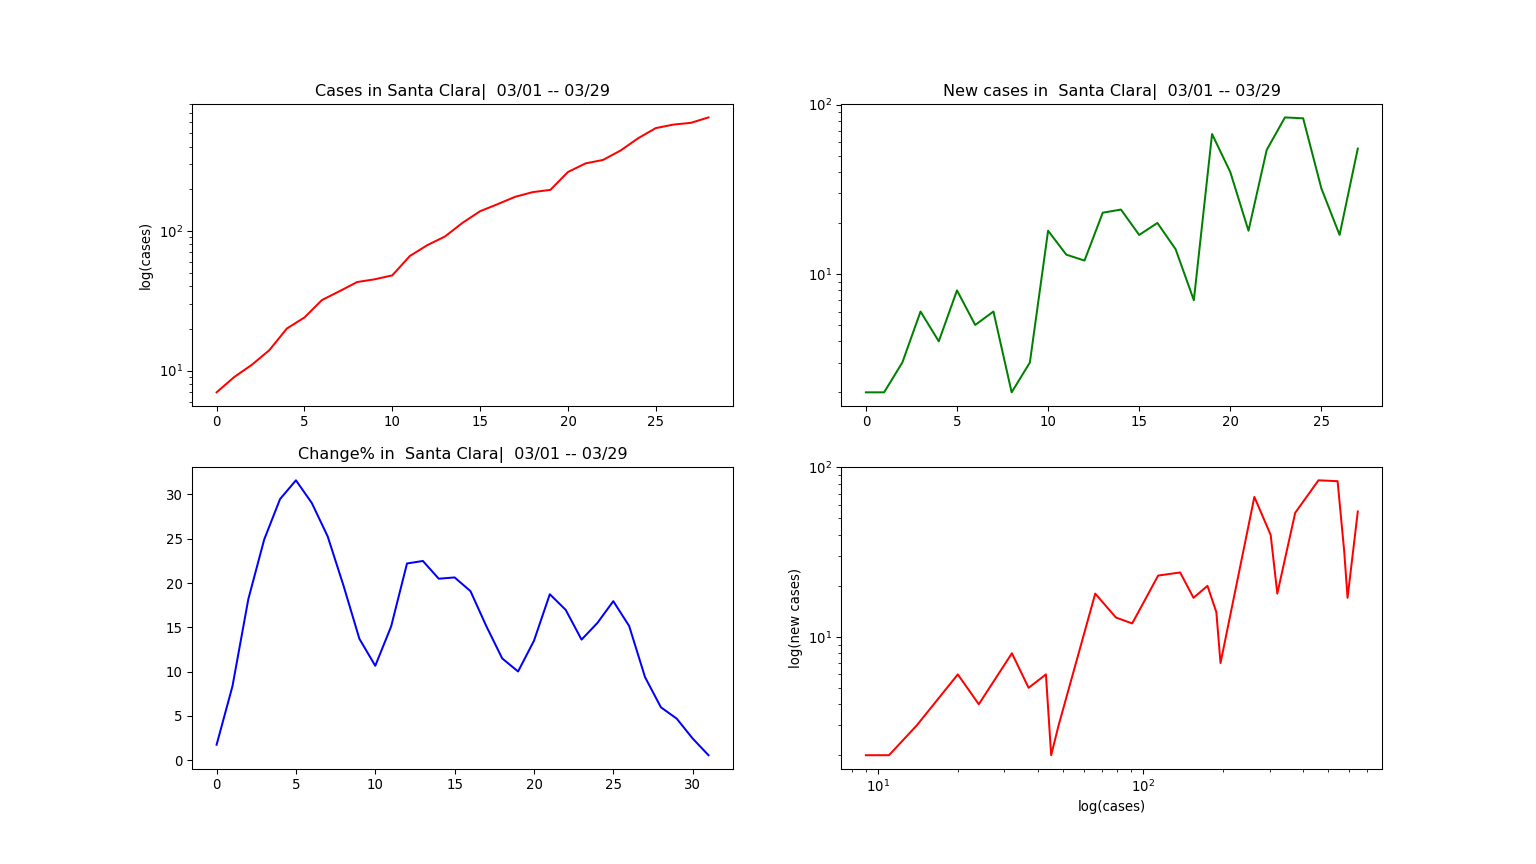 Cases in Santa Clara|  03/01 -- 03/29
log(cases)
10²
10¹
0 5 10 15 20 25
New cases in  Santa Clara|  03/01 -- 03/29
10²
10¹
0 5 10 15 20 25
Change% in  Santa Clara|  03/01 -- 03/29
30
25
20
15
10
5
0
0 5 10 15 20 25 30
log(new cases)
10²
10¹
10¹ 10²
log(cases)